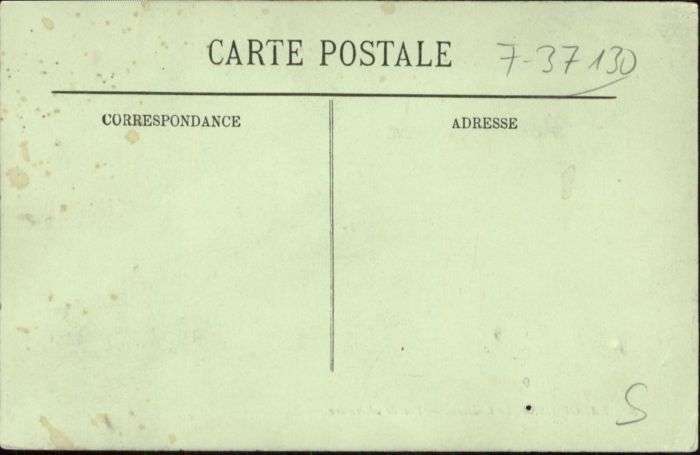 CARTE POSTALE 7-37130
CORRESPONDANCE
ADRESSE
S